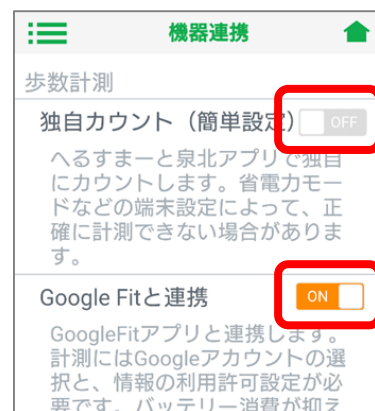 機器連携
歩数計測
独自カウント（簡単設定） OFF
へるすまーと泉北アプリで独自
にカウントします。省電力モー
ドなどの端末設定によって、正
確に計測できない場合がありま
す。
Google Fitと連携 ON
GoogleFitアプリと連携します。
計測にはGoogleアカウントの選
択と、情報の利用許可設定が必
要です。バッテリー消費が抑え